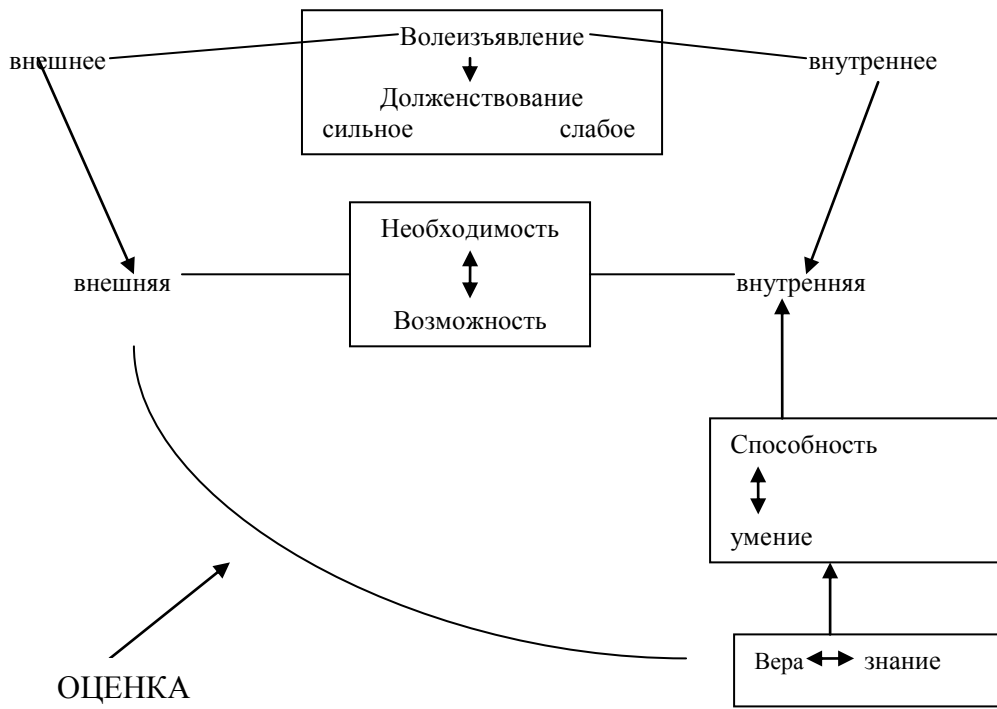 Волеизъявление
внешнее
внутреннее
Долженствование
сильное слабое
Необходимость
внешняя
внутренняя
Возможность
Способность
умение
Вера знание
ОЦЕНКА